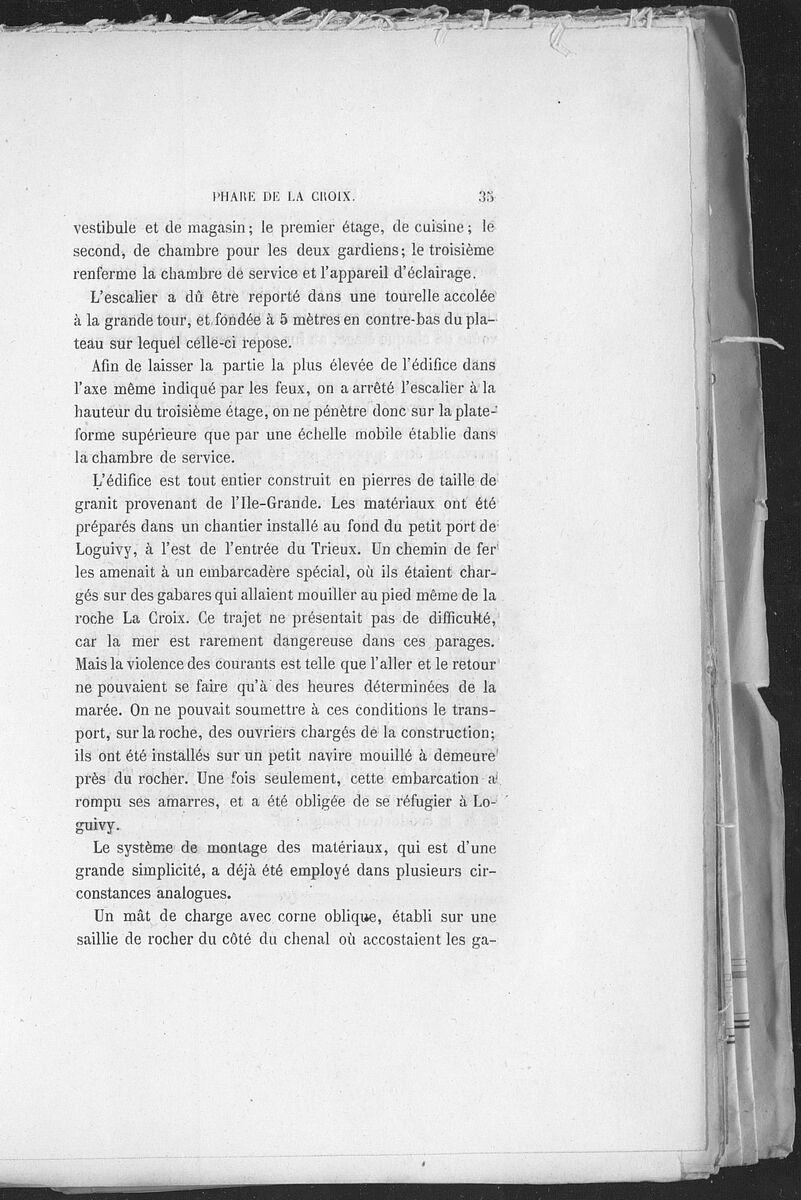 PHARE DE LA CROIX. 35
vestibule et de magasin; le premier étage, de cuisine; le
second, de chambre pour les deux gardiens; le troisième
renferme la chambre de service et l'appareil d'éclairage.
L'escalier a dû être reporté dans une tourelle accolée
à la grande tour, et fondée à 5 mètres en contre-bas du pla-
teau sur lequel celle-ci repose.
Afin de laisser la partie la plus élevée de l'édifice dans
l'axe même indiqué par les feux, on a arrêté l'escalier à la
hauteur du troisième étage, on ne pénètre donc sur la plate-
forme supérieure que par une échelle mobile établie dans
la chambre de service.
L'édifice est tout entier construit en pierres de taille de
granit provenant de l'Ile-Grande. Les matériaux ont été
préparés dans un chantier installé au fond du petit port de
Loguivy, à l'est de l'entrée du Trieux. Un chemin de fer
les amenait à un embarcadère spécial, où ils étaient char-
gés sur des gabares qui allaient mouiller au pied même de la
roche La Croix. Ce trajet ne présentait pas de difficulté,
car la mer est rarement dangereuse dans ces parages.
Mais la violence des courants est telle que l'aller et le retour
ne pouvaient se faire qu'à des heures déterminées de la
marée. On ne pouvait soumettre à ces conditions le trans-
port, sur la roche, des ouvriers chargés de la construction;
ils ont été installés sur un petit navire mouillé à demeure
près du rocher. Une fois seulement, cette embarcation a
rompu ses amarres, et a été obligée de se réfugier à Lo-
guivy.
Le système de montage des matériaux, qui est d'une
grande simplicité, a déjà été employé dans plusieurs cir-
constances analogues.
Un mât de charge avec corne oblique, établi sur une
saillie de rocher du côté du chenal où accostaient les ga-